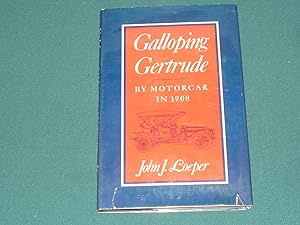 Galloping
Gertrude
BY MOTORCAR
IN 1908
John J. Loeper